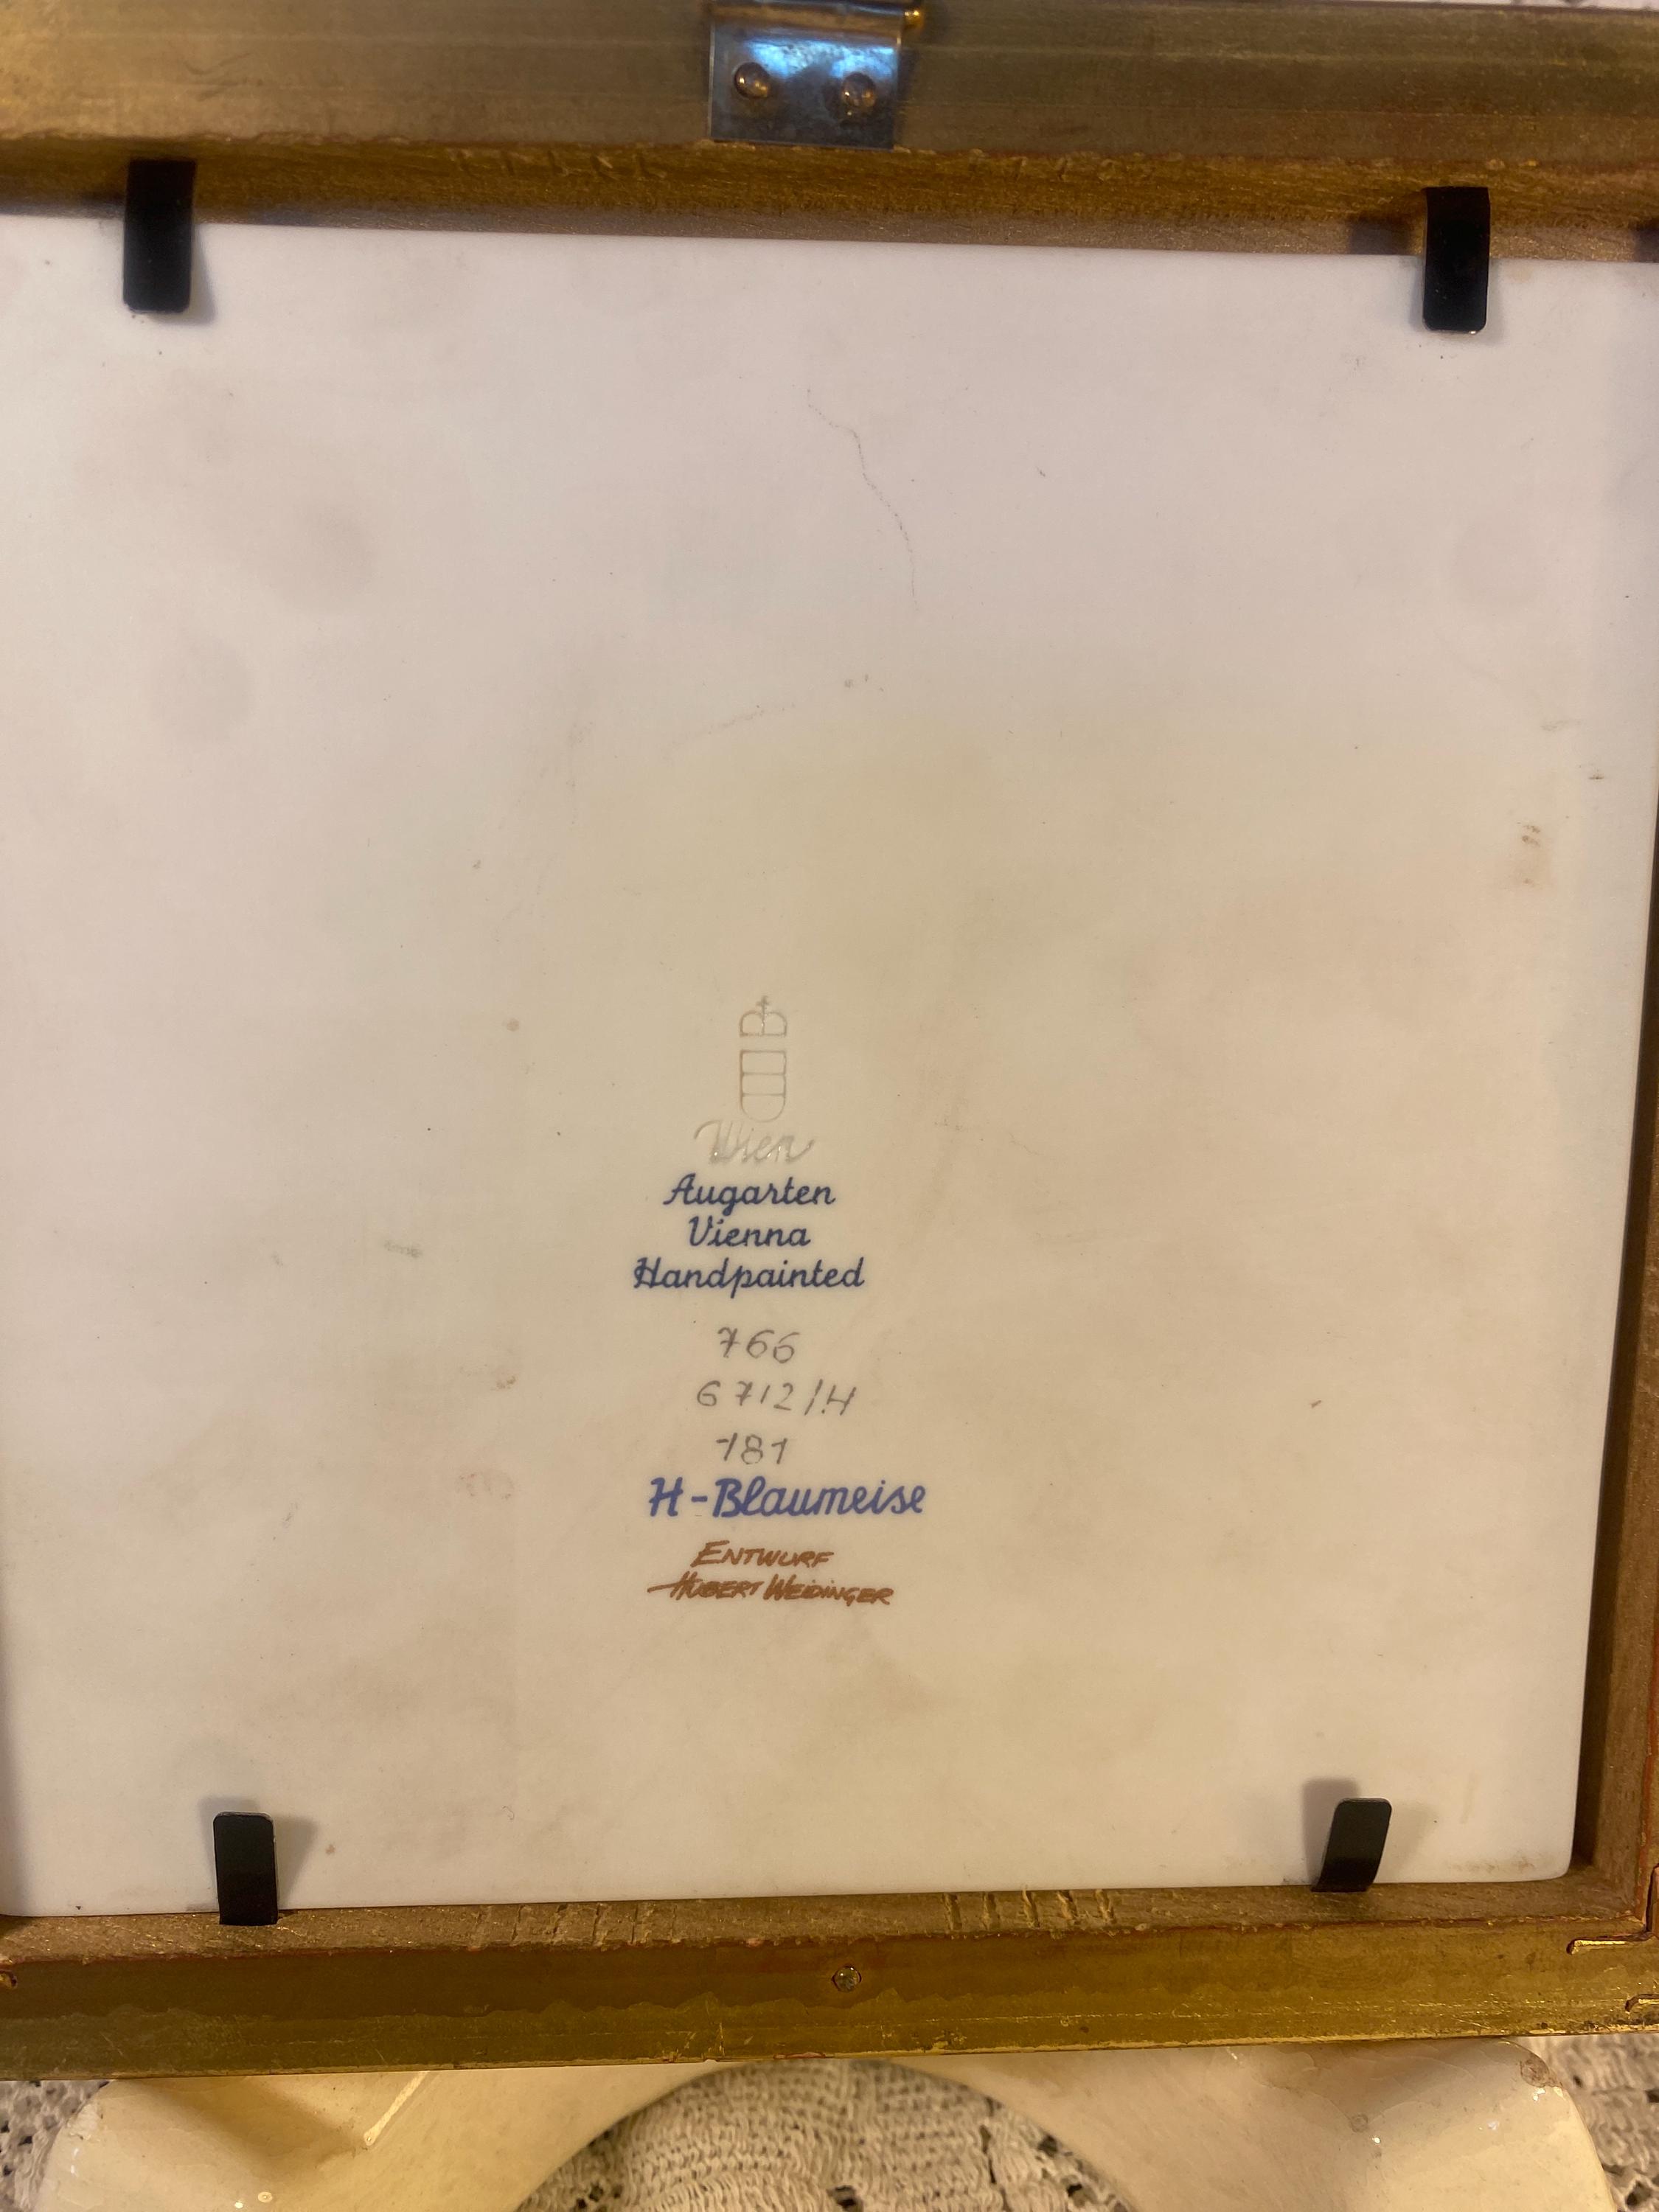 Wien
Augarten
Vienna
Handpainted
766
6712/H
181
H-Blaumeise
ENTWURF
HUBERT WEIDINGER